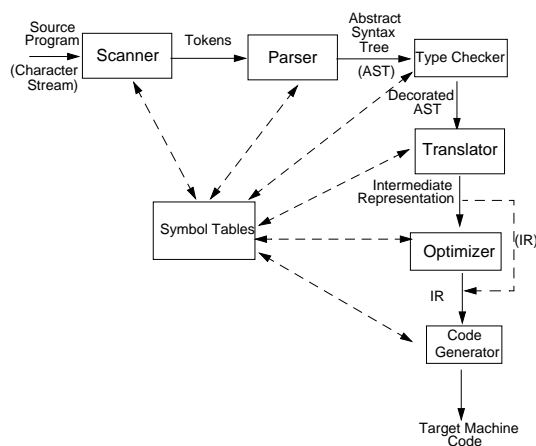 Source
Program
(Character
Stream)
Scanner
Tokens
Parser
Abstract
Syntax
Tree
(AST)
Type Checker
Decorated
AST
Translator
Intermediate
Representation
Symbol Tables
(IR)
Optimizer
IR
Code
Generator
Target Machine
Code